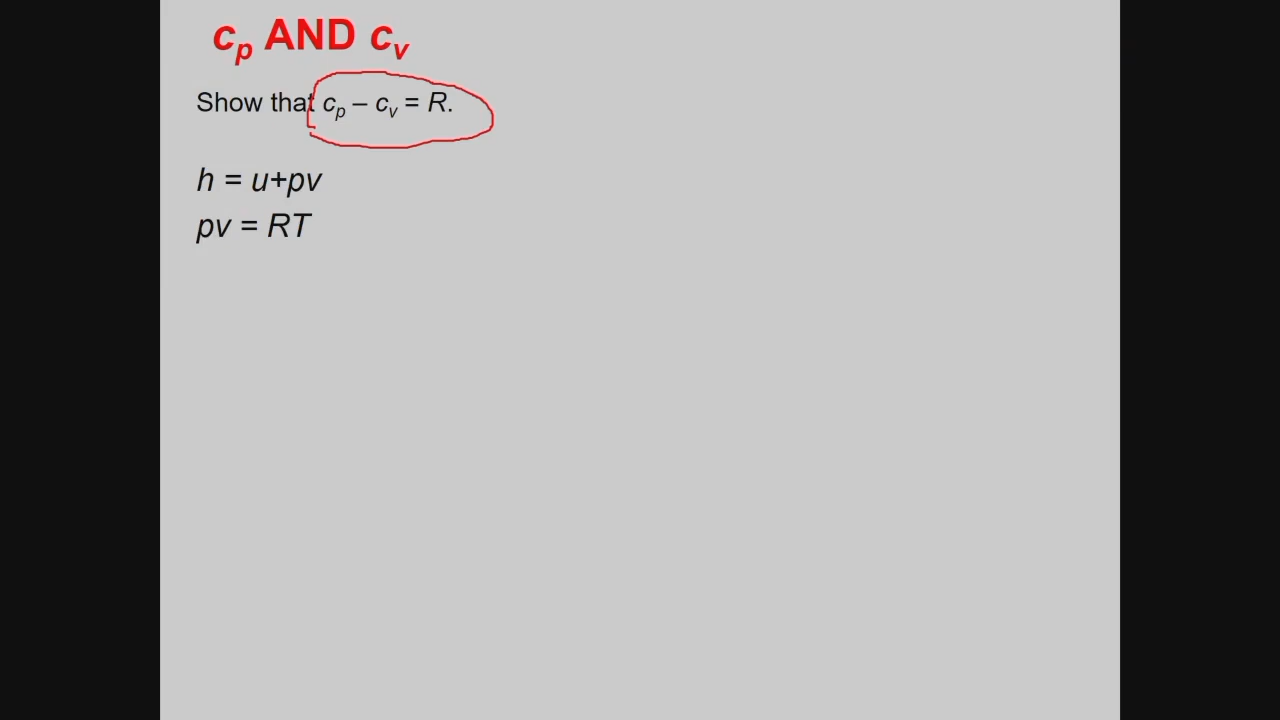 cp AND cv
Show that cp – cv = R.
h = u+pv
pv = RT